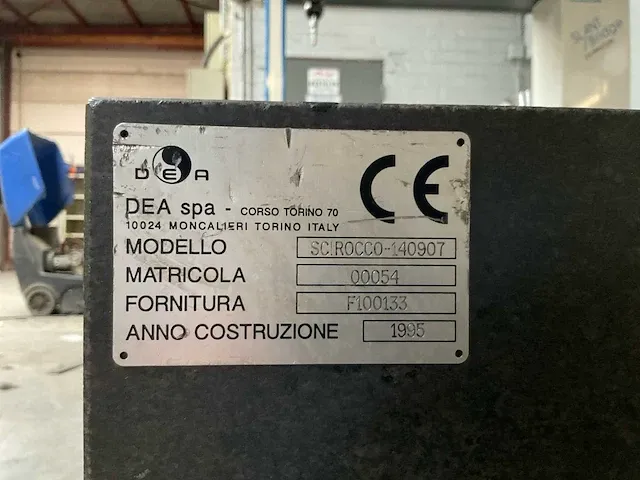 DEA
CE
DEA spa - CORSO TORINO 70
10024 MONCALIERI TORINO ITALY
MODELLO SCIROCCO-140907
MATRICOLA 00054
FORNITURA F100133
ANNO COSTRUZIONE 1995